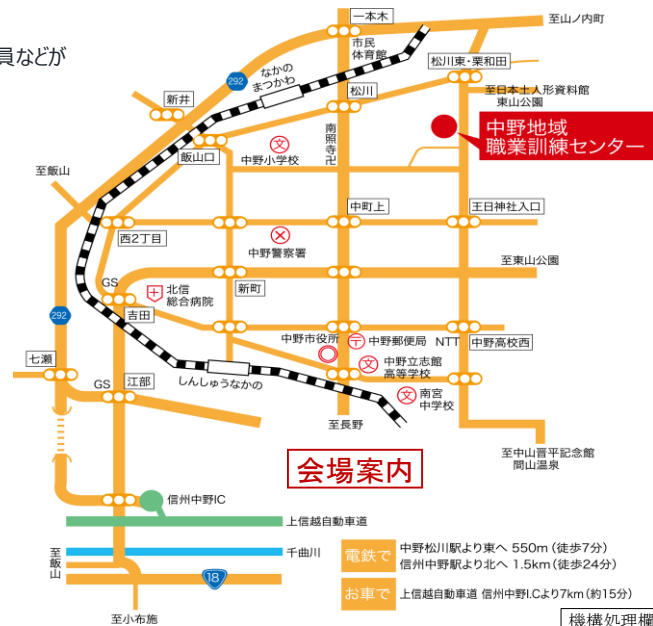 員などが
一本木
至山ノ内町
市民
体育館
松川東・栗和田
なかの
まつかわ
292
至日本土人形資料館
東山公園
新井
松川
中野地域
職業訓練センター
飯山口
文
中野小学校
南照寺卍
至飯山
中町上
王日神社入口
西2丁目
中野警察署
至東山公園
GS
北信
総合病院
新町
吉田
292
中野市役所
〒
中野郵便局
NTT
中野高校西
七瀬
文
中野立志館
高等学校
GS
江部
しんしゅうなかの
文
南宮
中学校
至長野
至中山晋平記念館
間山温泉
会場案内
信州中野IC
上信越自動車道
至飯山
千曲川
18
電鉄で
中野松川駅より東へ 550m (徒歩7分)
信州中野駅より北へ 1.5km (徒歩24分)
お車で
上信越自動車道 信州中野I.Cより7km (約15分)
至小布施
機構処理欄